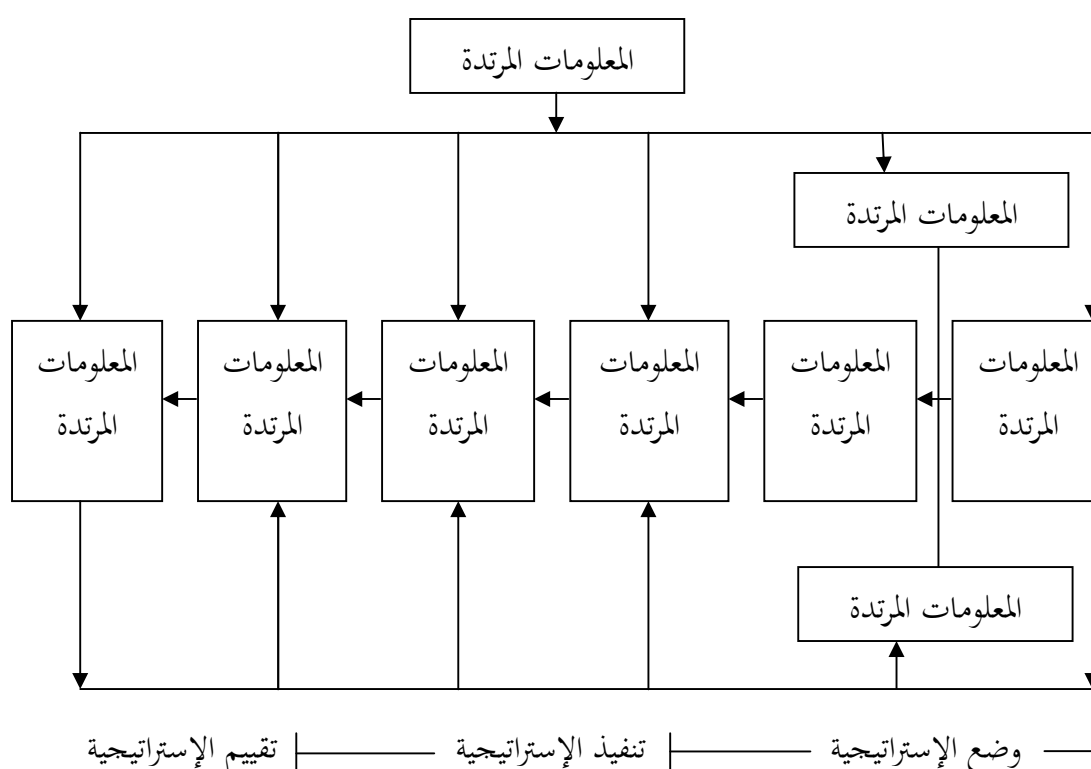 المعلومات المرتدة
المعلومات المرتدة
المعلومات
المرتدة
المعلومات
المرتدة
المعلومات
المرتدة
المعلومات
المرتدة
المعلومات
المرتدة
المعلومات
المرتدة
المعلومات المرتدة
وضع الإستراتيجية
تنفيذ الإستراتيجية
تقييم الإستراتيجية